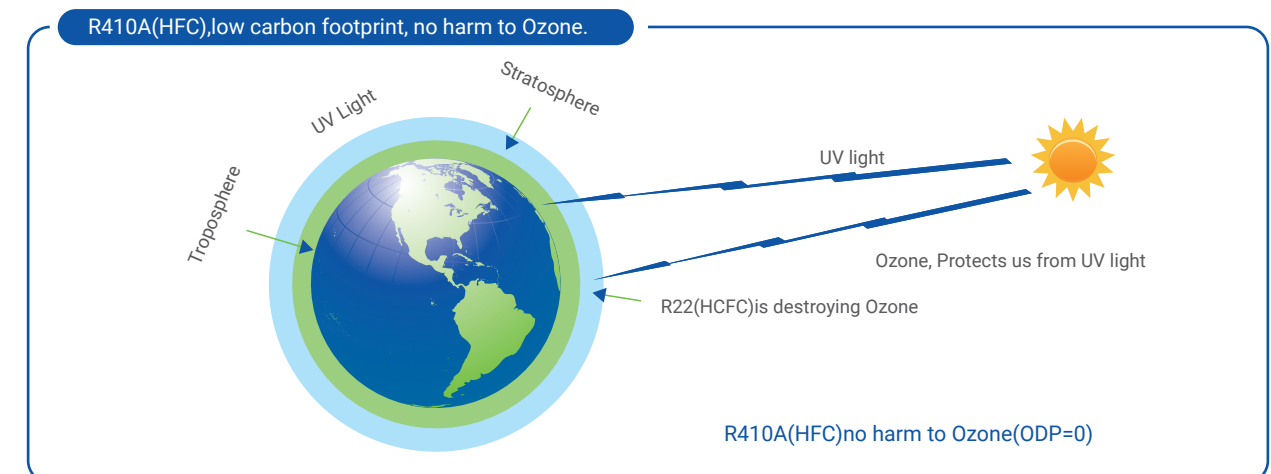 R410A(HFC),low carbon footprint, no harm to Ozone.
Stratosphere
UV Light
UV light
Troposphere
Ozone, Protects us from UV light
R22(HCFC)is destroying Ozone
R410A(HFC)no harm to Ozone(ODP=0)